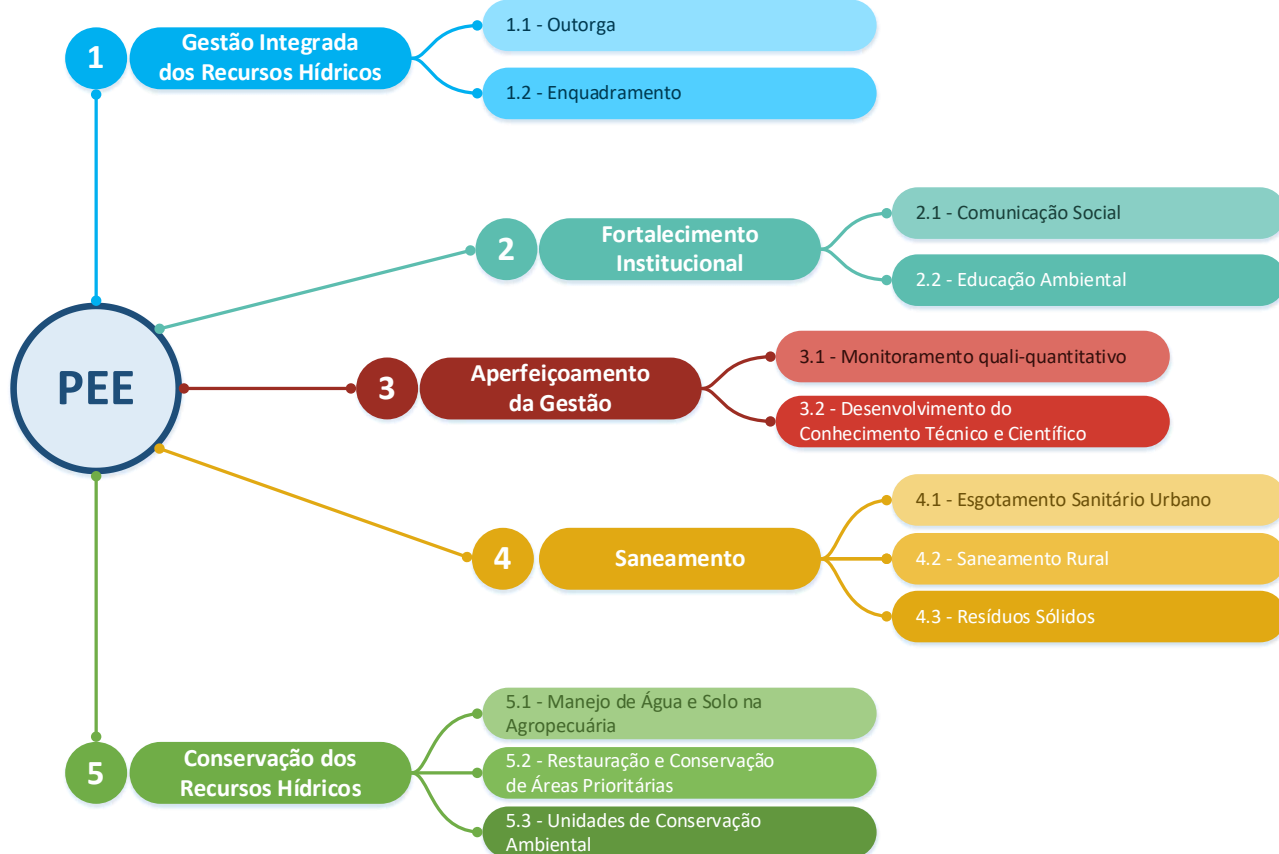 PEE
1
Gestão Integrada
dos Recursos Hídricos
1.1 - Outorga
1.2 - Enquadramento
2
Fortalecimento
Institucional
2.1 - Comunicação Social
2.2 - Educação Ambiental
3
Aperfeiçoamento
da Gestão
3.1 - Monitoramento quali-quantitativo
3.2 - Desenvolvimento do
Conhecimento Técnico e Científico
4
Saneamento
4.1 - Esgotamento Sanitário Urbano
4.2 - Saneamento Rural
4.3 - Resíduos Sólidos
5
Conservação dos
Recursos Hídricos
5.1 - Manejo de Água e Solo na
Agropecuária
5.2 - Restauração e Conservação
de Áreas Prioritárias
5.3 - Unidades de Conservação
Ambiental